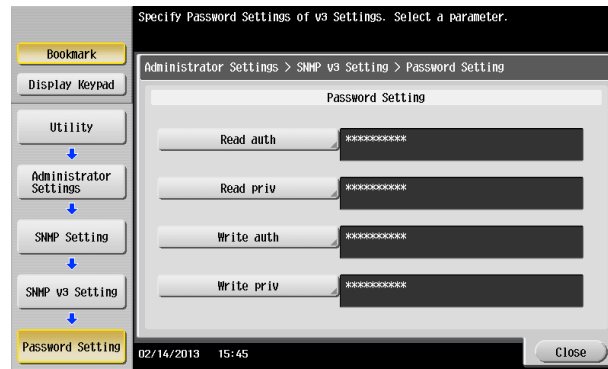 Specify Password Settings of v3 Settings. Select a parameter.
Bookmark
Display Keypad
Utility
Administrator
Settings
SNMP Setting
SNMP v3 Setting
Password Setting
Administrator Settings > SNMP v3 Setting > Password Setting
Password Setting
Read auth **********
Read priv **********
Write auth **********
Write priv **********
02/14/2013 15:45
Close